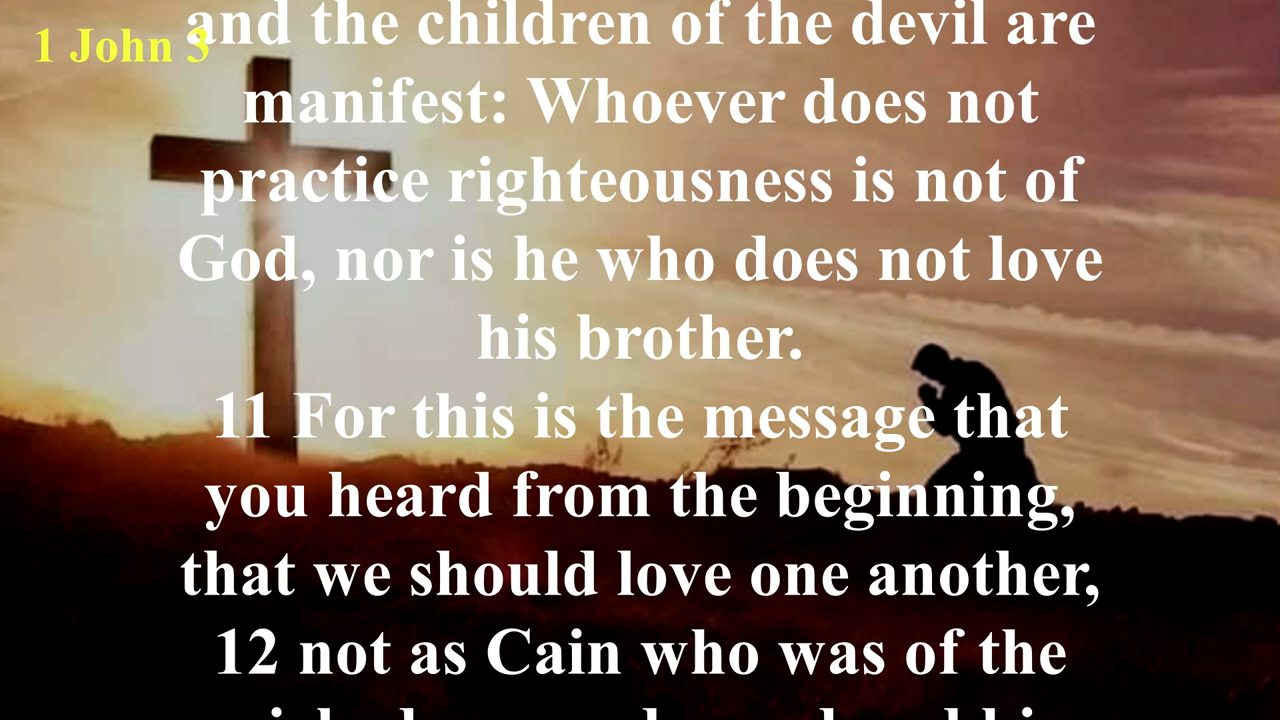 1 John 3
and the children of the devil are
manifest: Whoever does not
practice righteousness is not of
God, nor is he who does not love
his brother.
11 For this is the message that
you heard from the beginning,
that we should love one another,
12 not as Cain who was of the